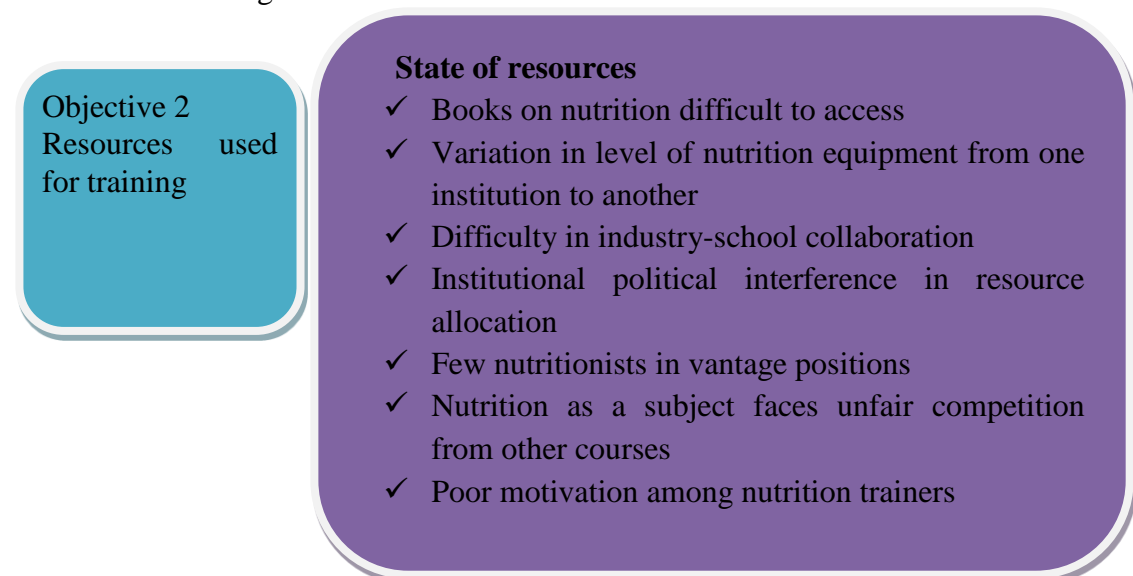 Objective 2
Resources used
for training
State of resources
✓ Books on nutrition difficult to access
✓ Variation in level of nutrition equipment from one
institution to another
✓ Difficulty in industry-school collaboration
✓ Institutional political interference in resource
allocation
✓ Few nutritionists in vantage positions
✓ Nutrition as a subject faces unfair competition
from other courses
✓ Poor motivation among nutrition trainers